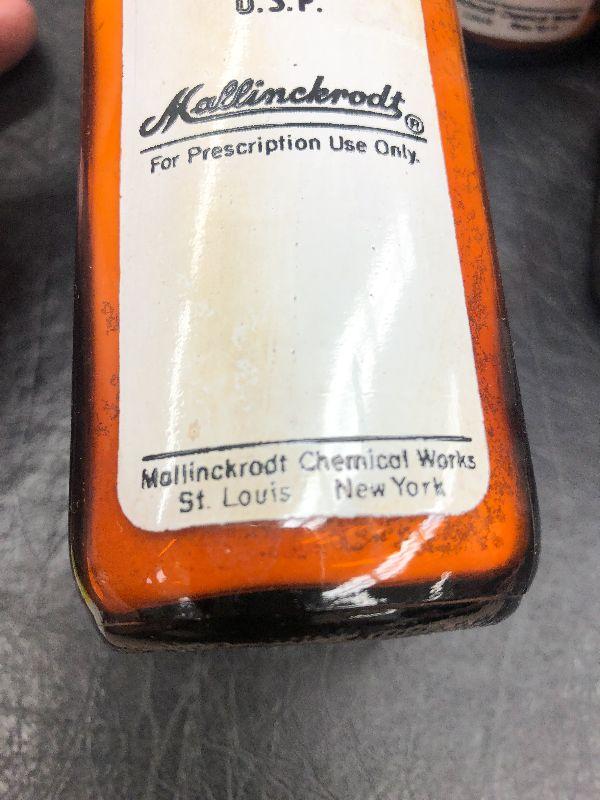 U.S.P.
Mallinckrodt®
For Prescription Use Only.
Mallinckrodt Chemical Works
St. Louis New York